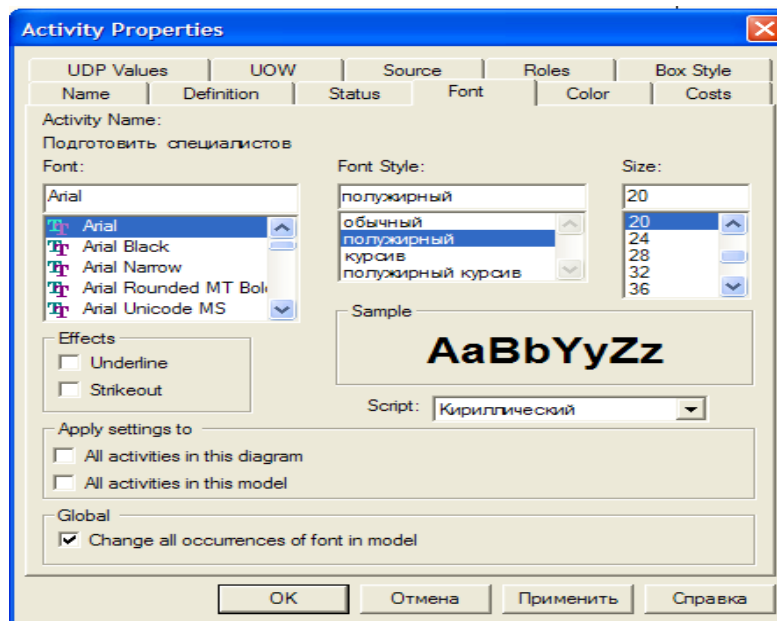 Activity Properties
UDP Values UOW Source Roles Box Style
Name Definition Status Font Color Costs
Activity Name:
Подготовить специалистов
Font: Font Style: Size:
Arial полужирный 20
Arial обычный 20
Arial Black полужирный 24
Arial Narrow курсив 28
Arial Rounded MT Bol полужирный курсив 32
Arial Unicode MS 36
Effects Sample
Underline AaBbYyZz
Strikeout
Script: Кириллический
Apply settings to
All activities in this diagram
All activities in this model
Global
Change all occurrences of font in model
OK Отмена Применить Справка